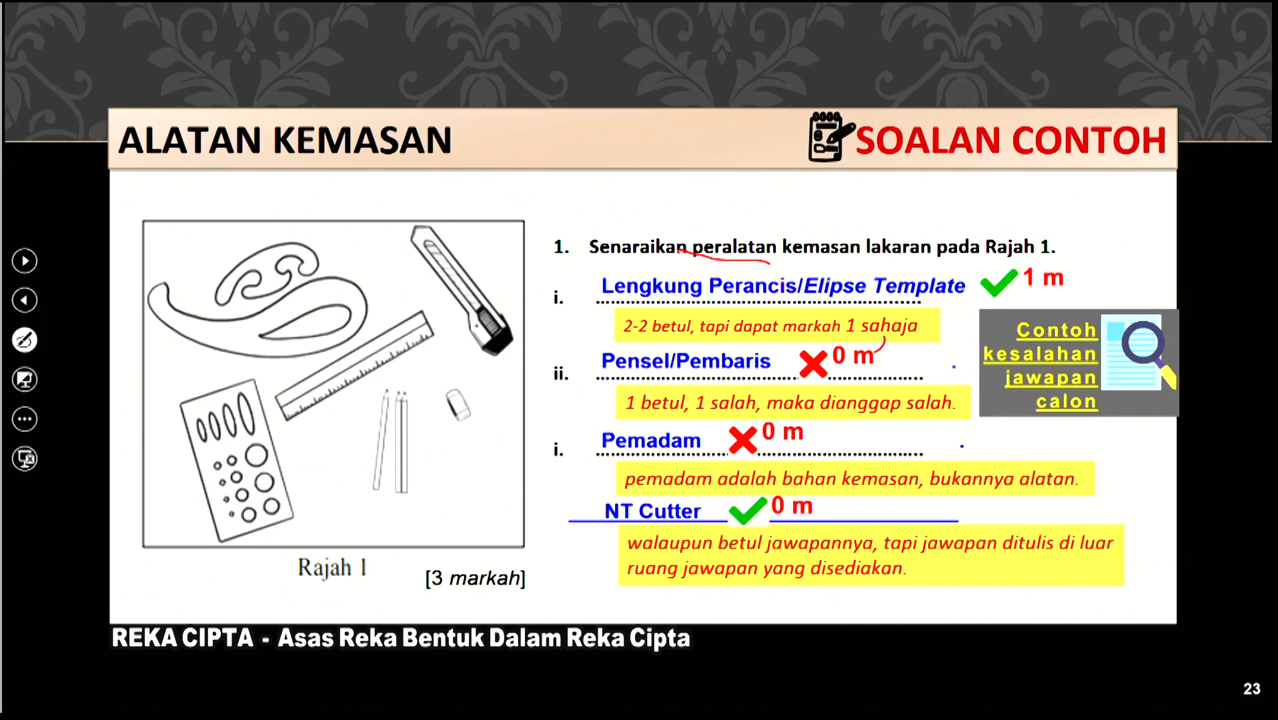 ALATAN KEMASAN
SOALAN CONTOH
1. Senaraikan peralatan kemasan lakaran pada Rajah 1.
i. Lengkung Perancis/Elipse Template 1 m
2-2 betul, tapi dapat markah 1 sahaja
ii. Pensel/Pembaris 0 m
1 betul, 1 salah, maka dianggap salah.
i. Pemadam 0 m
pemadam adalah bahan kemasan, bukannya alatan.
NT Cutter 0 m
walaupun betul jawapannya, tapi jawapan ditulis di luar
ruang jawapan yang disediakan.
Contoh
kesalahan
jawapan
calon
Rajah 1
[3 markah]
REKA CIPTA - Asas Reka Bentuk Dalam Reka Cipta
23